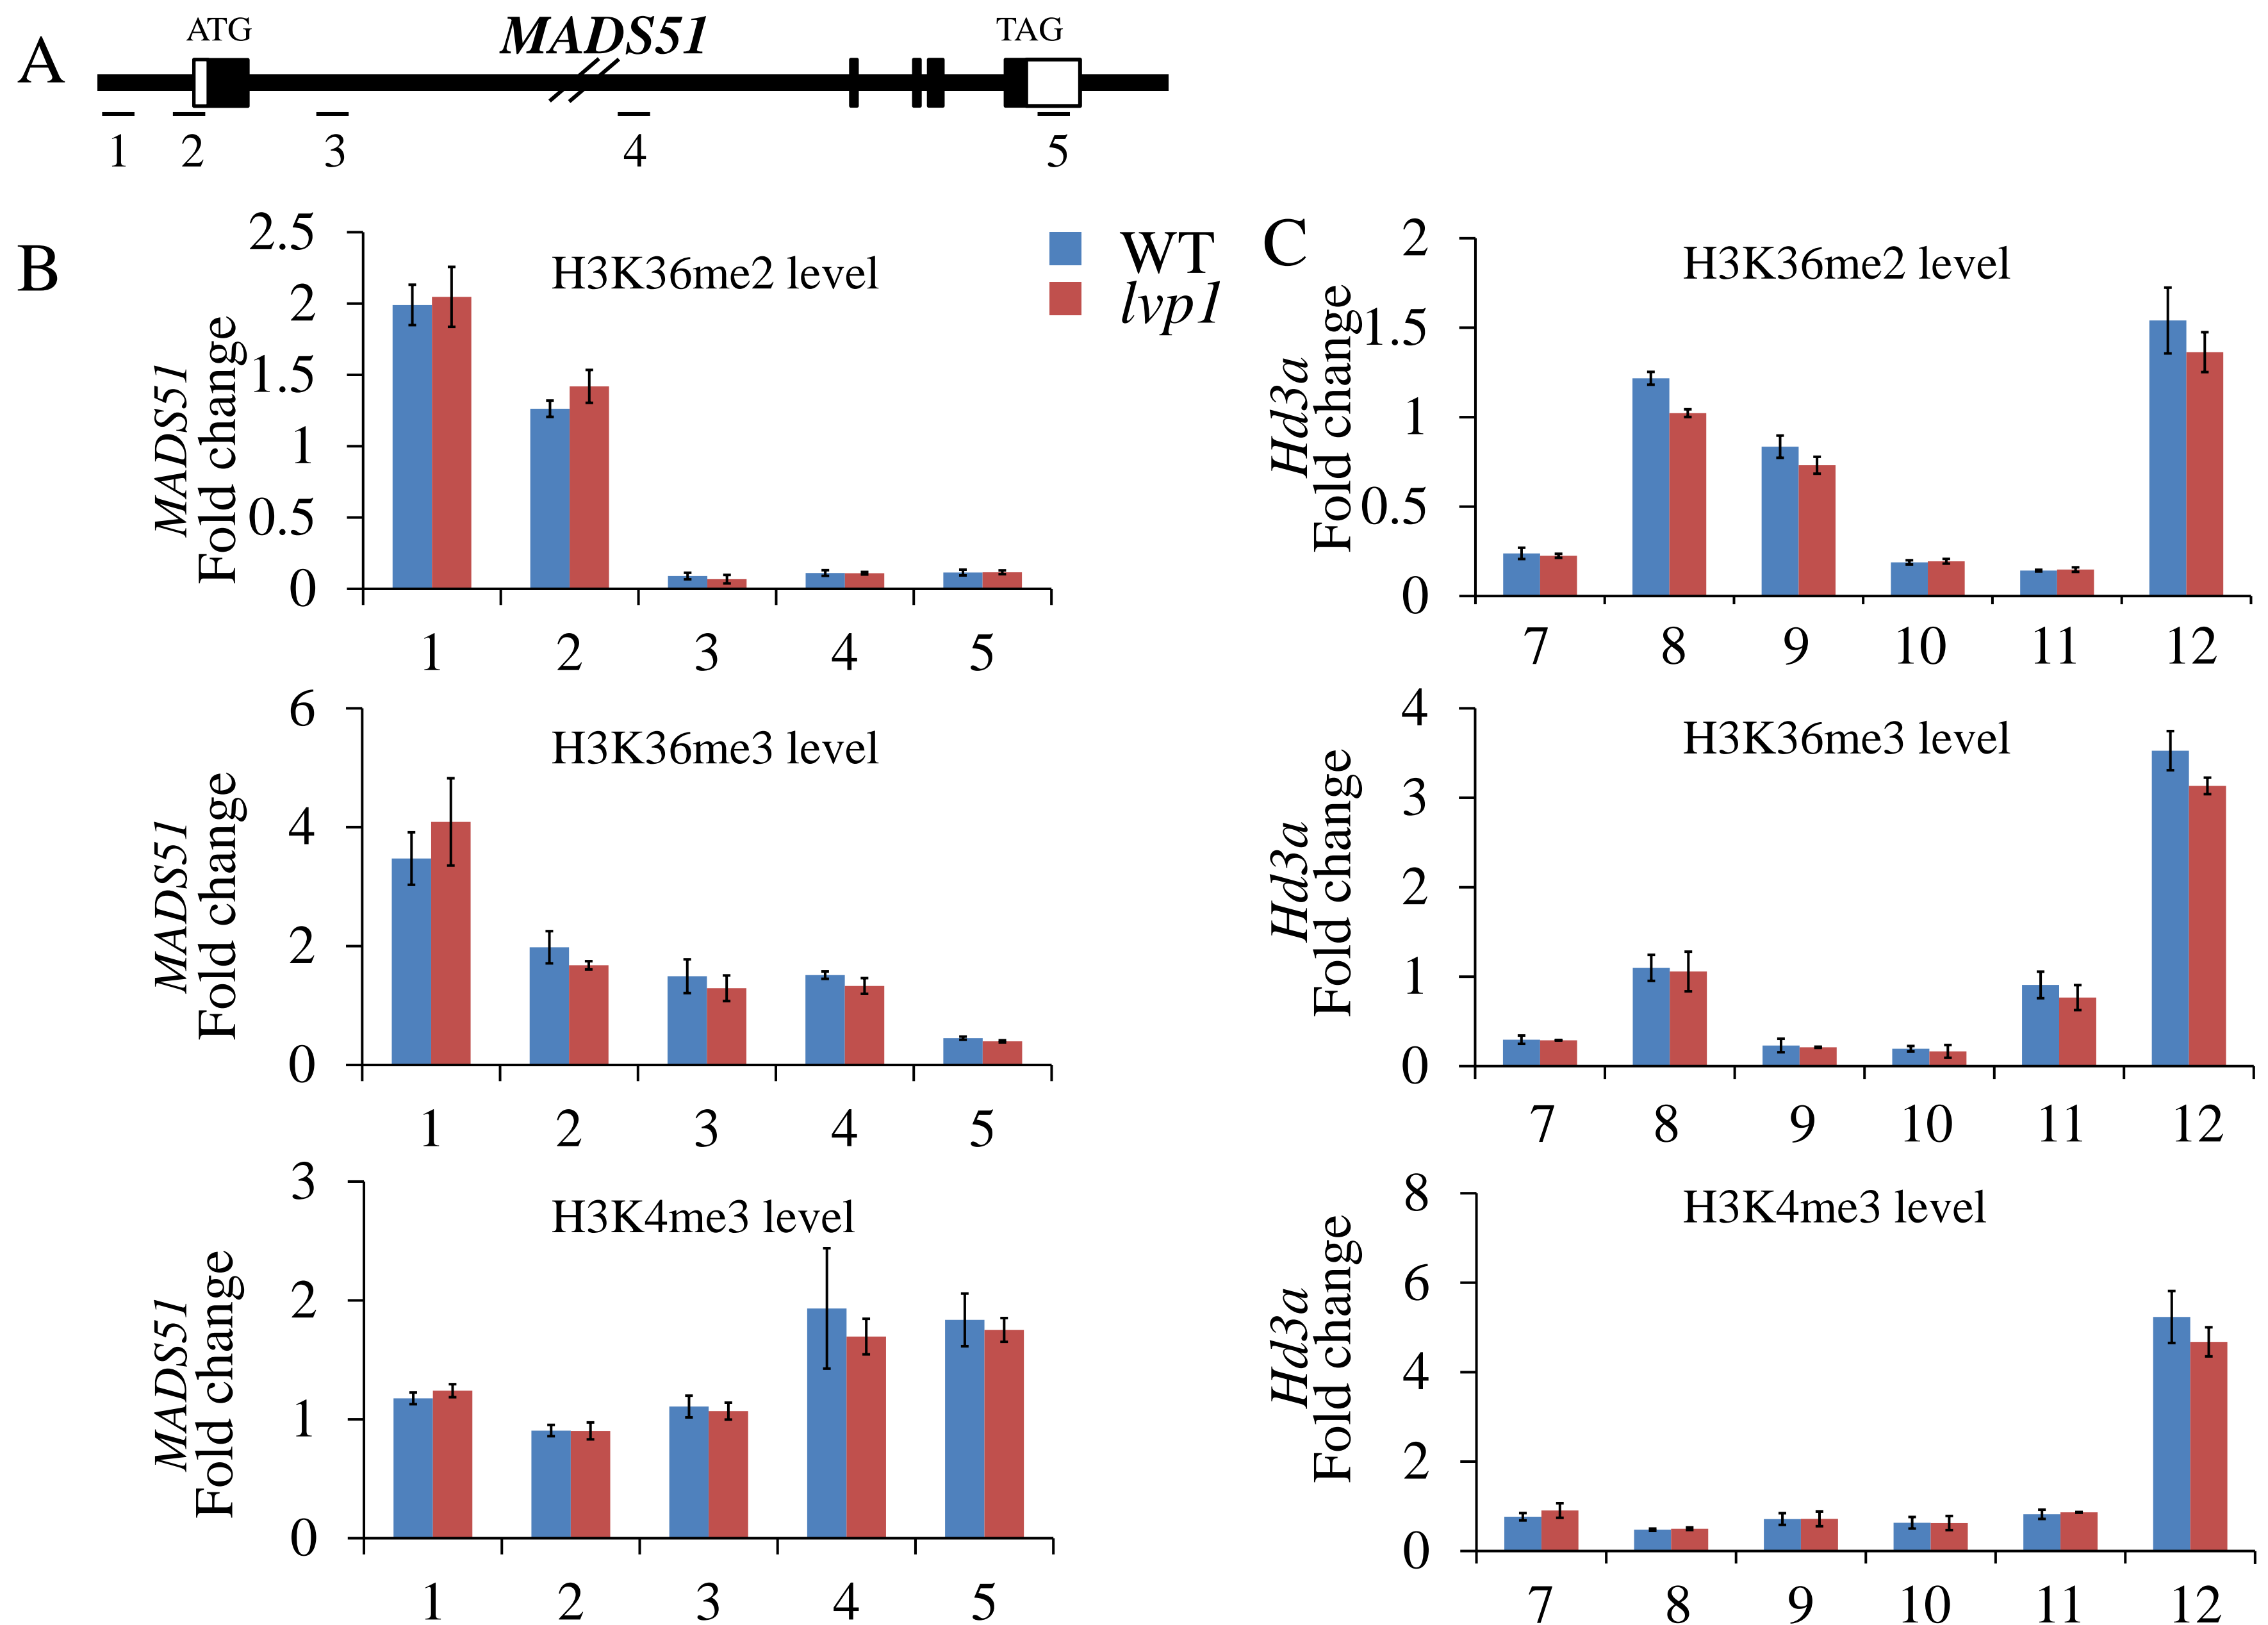 A
ATG
MADS51
TAG
1 2 3 4 5
B
WT
lvp1
H3K36me2 level
MADS51
Fold change
2.5
2
1.5
1
0.5
0
1 2 3 4 5
H3K36me3 level
MADS51
Fold change
6
4
2
0
1 2 3 4 5
H3K4me3 level
MADS51
Fold change
3
2
1
0
1 2 3 4 5
C
H3K36me2 level
Hd3a
Fold change
2
1.5
1
0.5
0
7 8 9 10 11 12
H3K36me3 level
Hd3a
Fold change
4
3
2
1
0
7 8 9 10 11 12
H3K4me3 level
Hd3a
Fold change
8
6
4
2
0
7 8 9 10 11 12